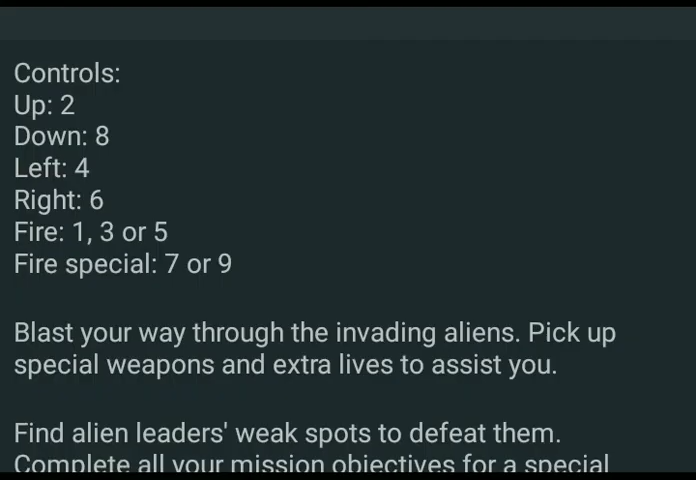 Controls:
Up: 2
Down: 8
Left: 4
Right: 6
Fire: 1, 3 or 5
Fire special: 7 or 9
Blast your way through the invading aliens. Pick up
special weapons and extra lives to assist you.
Find alien leaders' weak spots to defeat them.
Complete all your mission objectives for a special